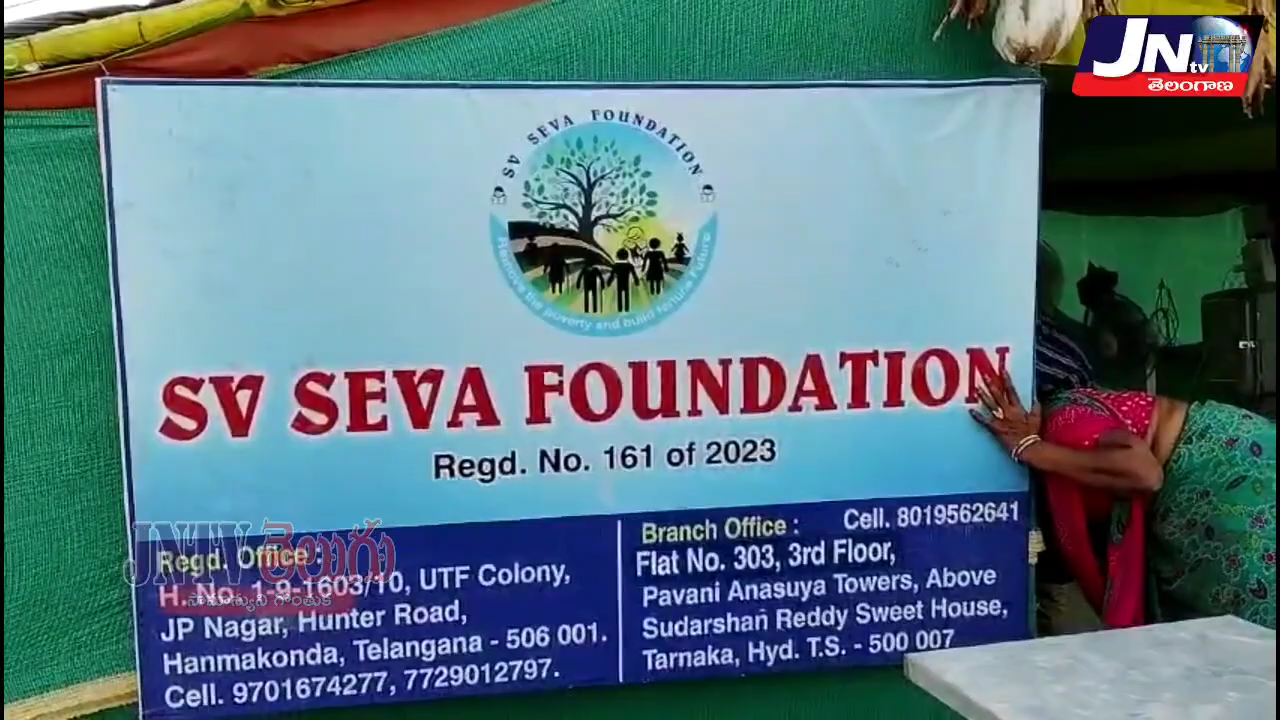 JNtv
తెలంగాణ
SV SEVA FOUNDATION
Remove the poverty and build fortune Future
SV SEVA FOUNDATION
Regd. No. 161 of 2023
JNTV తెలుగు
సామాన్యుని గొంతుక
Regd. Office :
H. No. 1-9-1603/10, UTF Colony,
JP Nagar, Hunter Road,
Hanmakonda, Telangana - 506 001.
Cell. 9701674277, 7729012797.
Branch Office : Cell. 8019562641
Flat No. 303, 3rd Floor,
Pavani Anasuya Towers, Above
Sudarshan Reddy Sweet House,
Tarnaka, Hyd. T.S. - 500 007